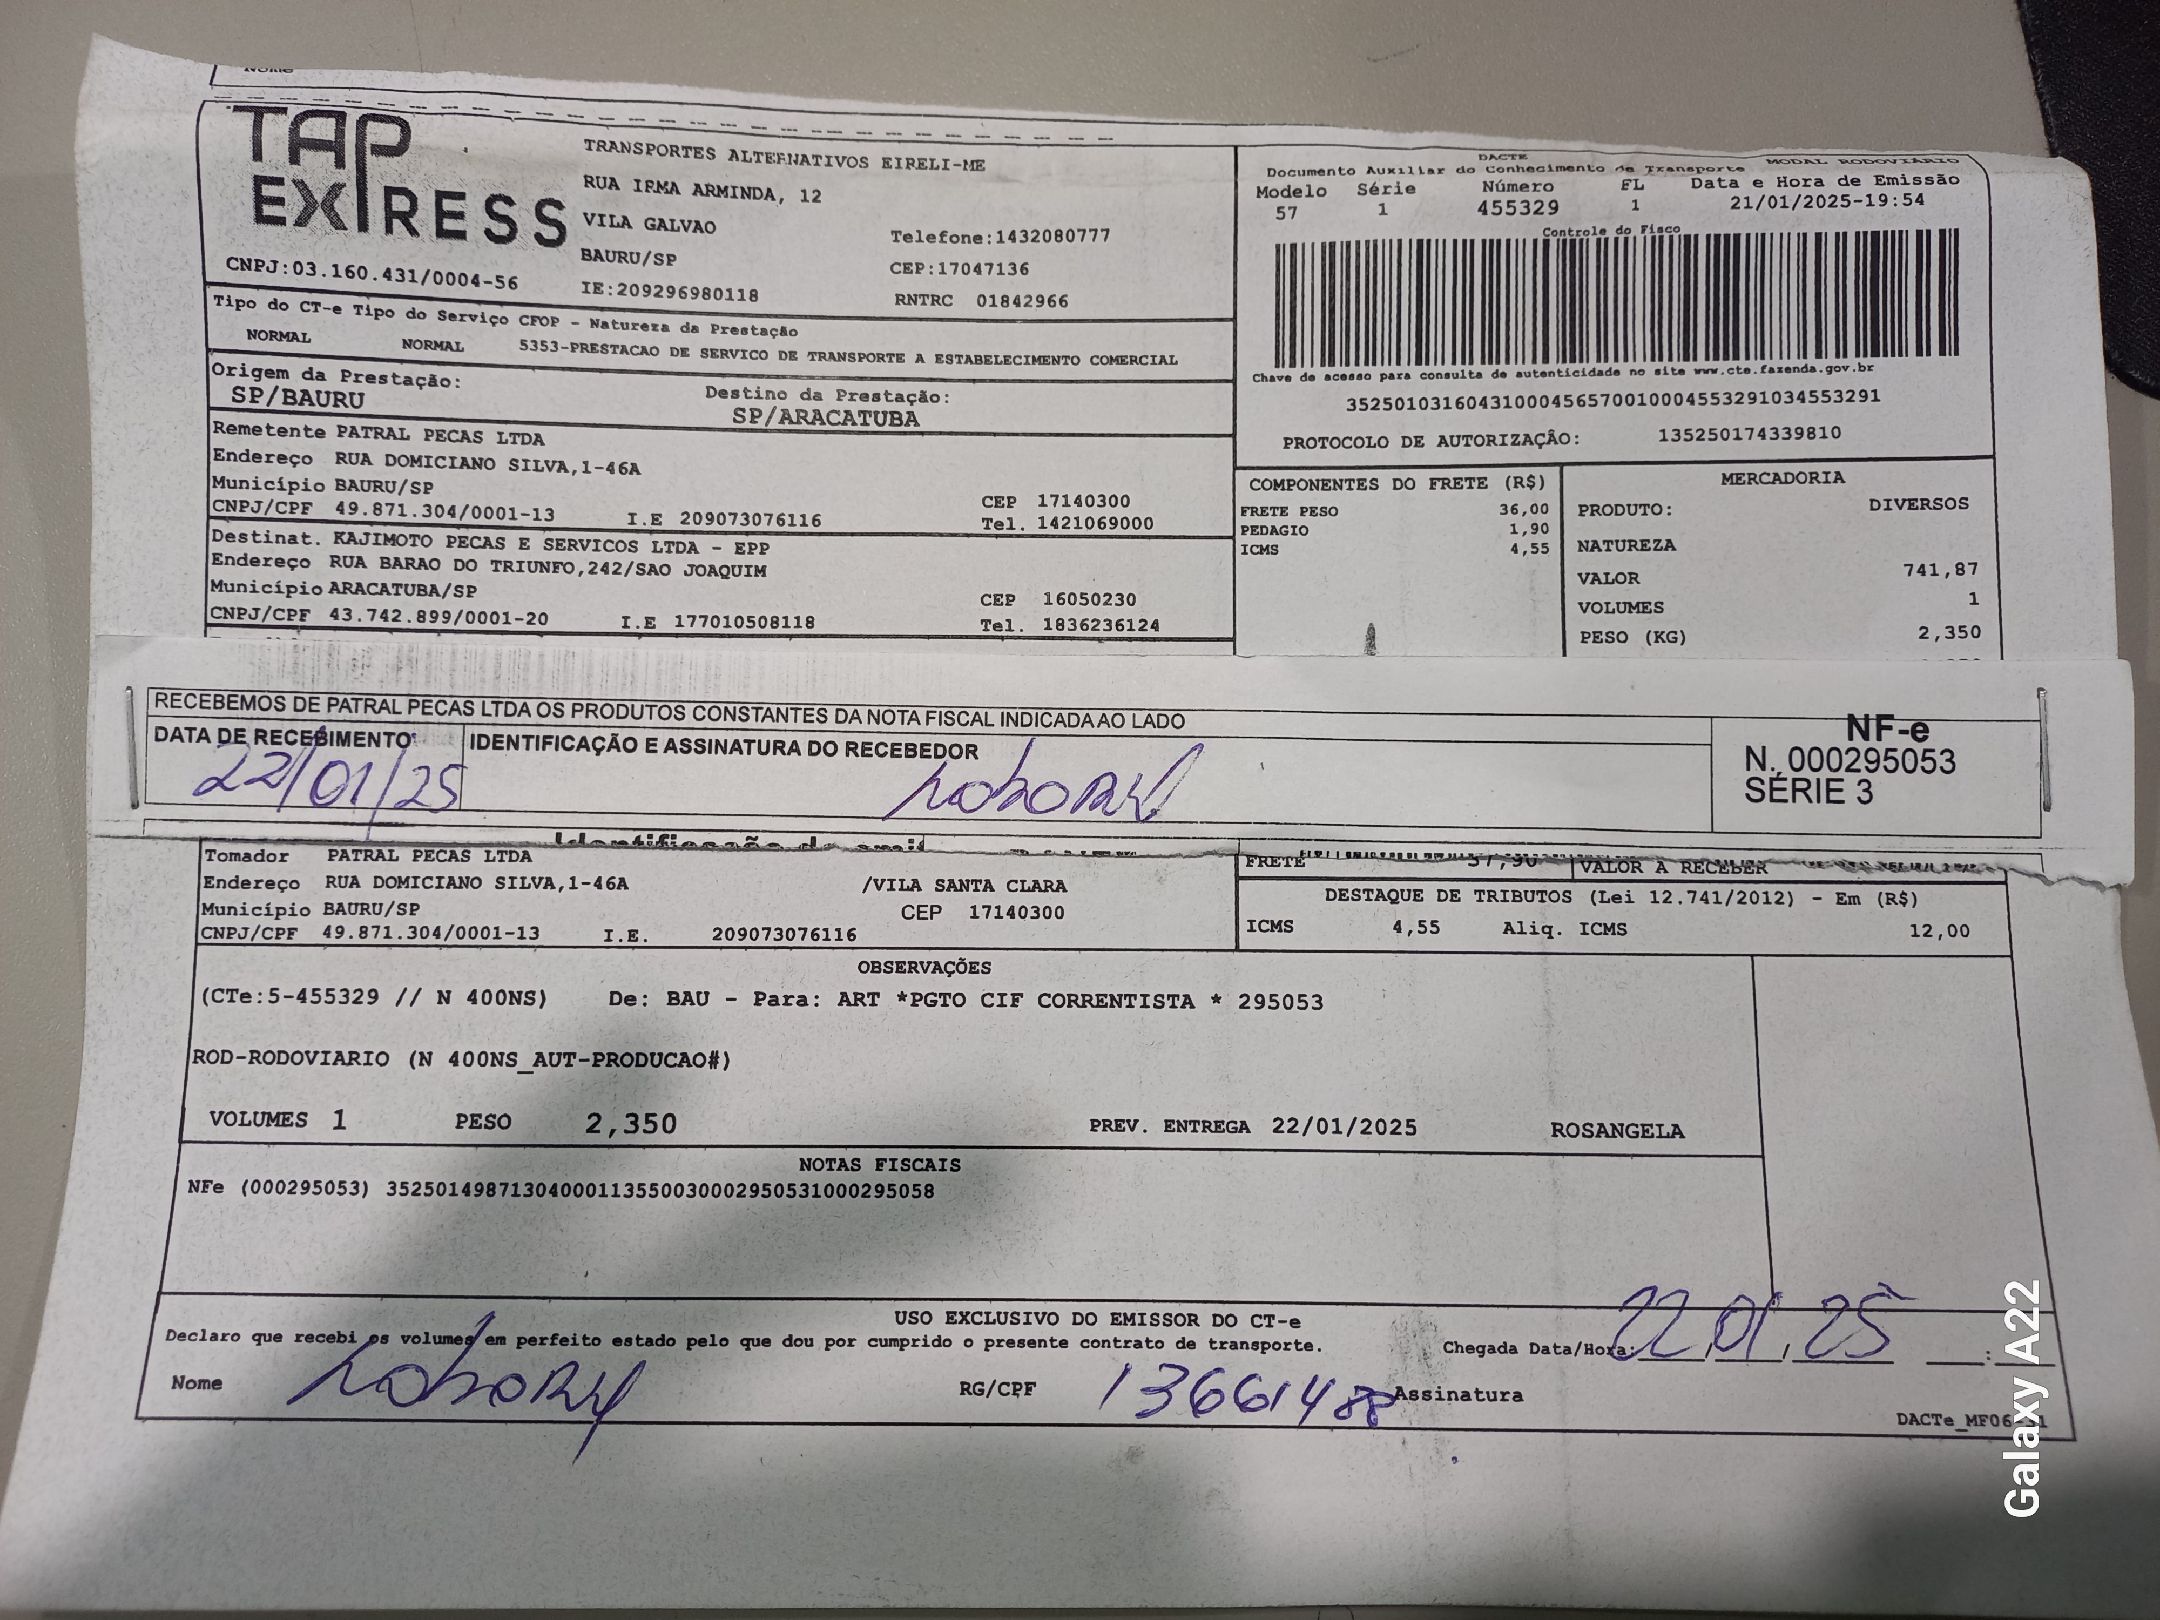 TAP
EXPRESS
CNPJ:03.160.431/0004-56
TRANSPORTES ALTERNATIVOS EIRELI-ME
RUA IRMA ARMINDA, 12
VILA GALVAO
BAURU/SP
IE:209296980118
Telefone:1432080777
CEP:17047136
RNTRC 01842966
DACTE
MODAL RODOVIÁRIO
Documento Auxiliar do Conhecimento de Transporte
Modelo Série Número FL Data e Hora de Emissão
57 1 455329 1 21/01/2025-19:54
Controle do Fisco
Chave de acesso para consulta de autenticidade no site www.cte.fazenda.gov.br
35250103160431000456570010004553291034553291
PROTOCOLO DE AUTORIZAÇÃO: 135250174339810
Tipo do CT-e Tipo do Serviço CFOP - Natureza da Prestação
NORMAL NORMAL 5353-PRESTACAO DE SERVICO DE TRANSPORTE A ESTABELECIMENTO COMERCIAL
Origem da Prestação: Destino da Prestação:
SP/BAURU SP/ARACATUBA
Remetente PATRAL PECAS LTDA
Endereço RUA DOMICIANO SILVA,1-46A
Município BAURU/SP CEP 17140300
CNPJ/CPF 49.871.304/0001-13 I.E 209073076116 Tel. 1421069000
Destinat. KAJIMOTO PECAS E SERVICOS LTDA - EPP
Endereço RUA BARAO DO TRIUNFO,242/SAO JOAQUIM
Município ARACATUBA/SP CEP 16050230
CNPJ/CPF 43.742.899/0001-20 I.E 177010508118 Tel. 1836236124
COMPONENTES DO FRETE (R$)
FRETE PESO 36,00
PEDAGIO 1,90
ICMS 4,55
MERCADORIA
PRODUTO: DIVERSOS
NATUREZA
VALOR 741,87
VOLUMES 1
PESO (KG) 2,350
RECEBEMOS DE PATRAL PECAS LTDA OS PRODUTOS CONSTANTES DA NOTA FISCAL INDICADA AO LADO
DATA DE RECEBIMENTO IDENTIFICAÇÃO E ASSINATURA DO RECEBEDOR
22/01/25
NF-e
N. 000295053
SÉRIE 3
Tomador PATRAL PECAS LTDA
Endereço RUA DOMICIANO SILVA,1-46A /VILA SANTA CLARA
Município BAURU/SP CEP 17140300
CNPJ/CPF 49.871.304/0001-13 I.E. 209073076116
FRETE 37,90 VALOR A RECEBER
DESTAQUE DE TRIBUTOS (Lei 12.741/2012) - Em (R$)
ICMS 4,55 Aliq. ICMS 12,00
OBSERVAÇÕES
(CTe:5-455329 // N 400NS) De: BAU - Para: ART *PGTO CIF CORRENTISTA * 295053
ROD-RODOVIARIO (N 400NS_AUT-PRODUCAO#)
VOLUMES 1 PESO 2,350 PREV. ENTREGA 22/01/2025 ROSANGELA
NOTAS FISCAIS
NFe (000295053) 35250149871304000113550030002950531000295058
USO EXCLUSIVO DO EMISSOR DO CT-e
Declaro que recebi os volumes em perfeito estado pelo que dou por cumprido o presente contrato de transporte.
Chegada Data/Hora: 22 01 25 :
Nome RG/CPF 13661488 Assinatura
Galaxy A22